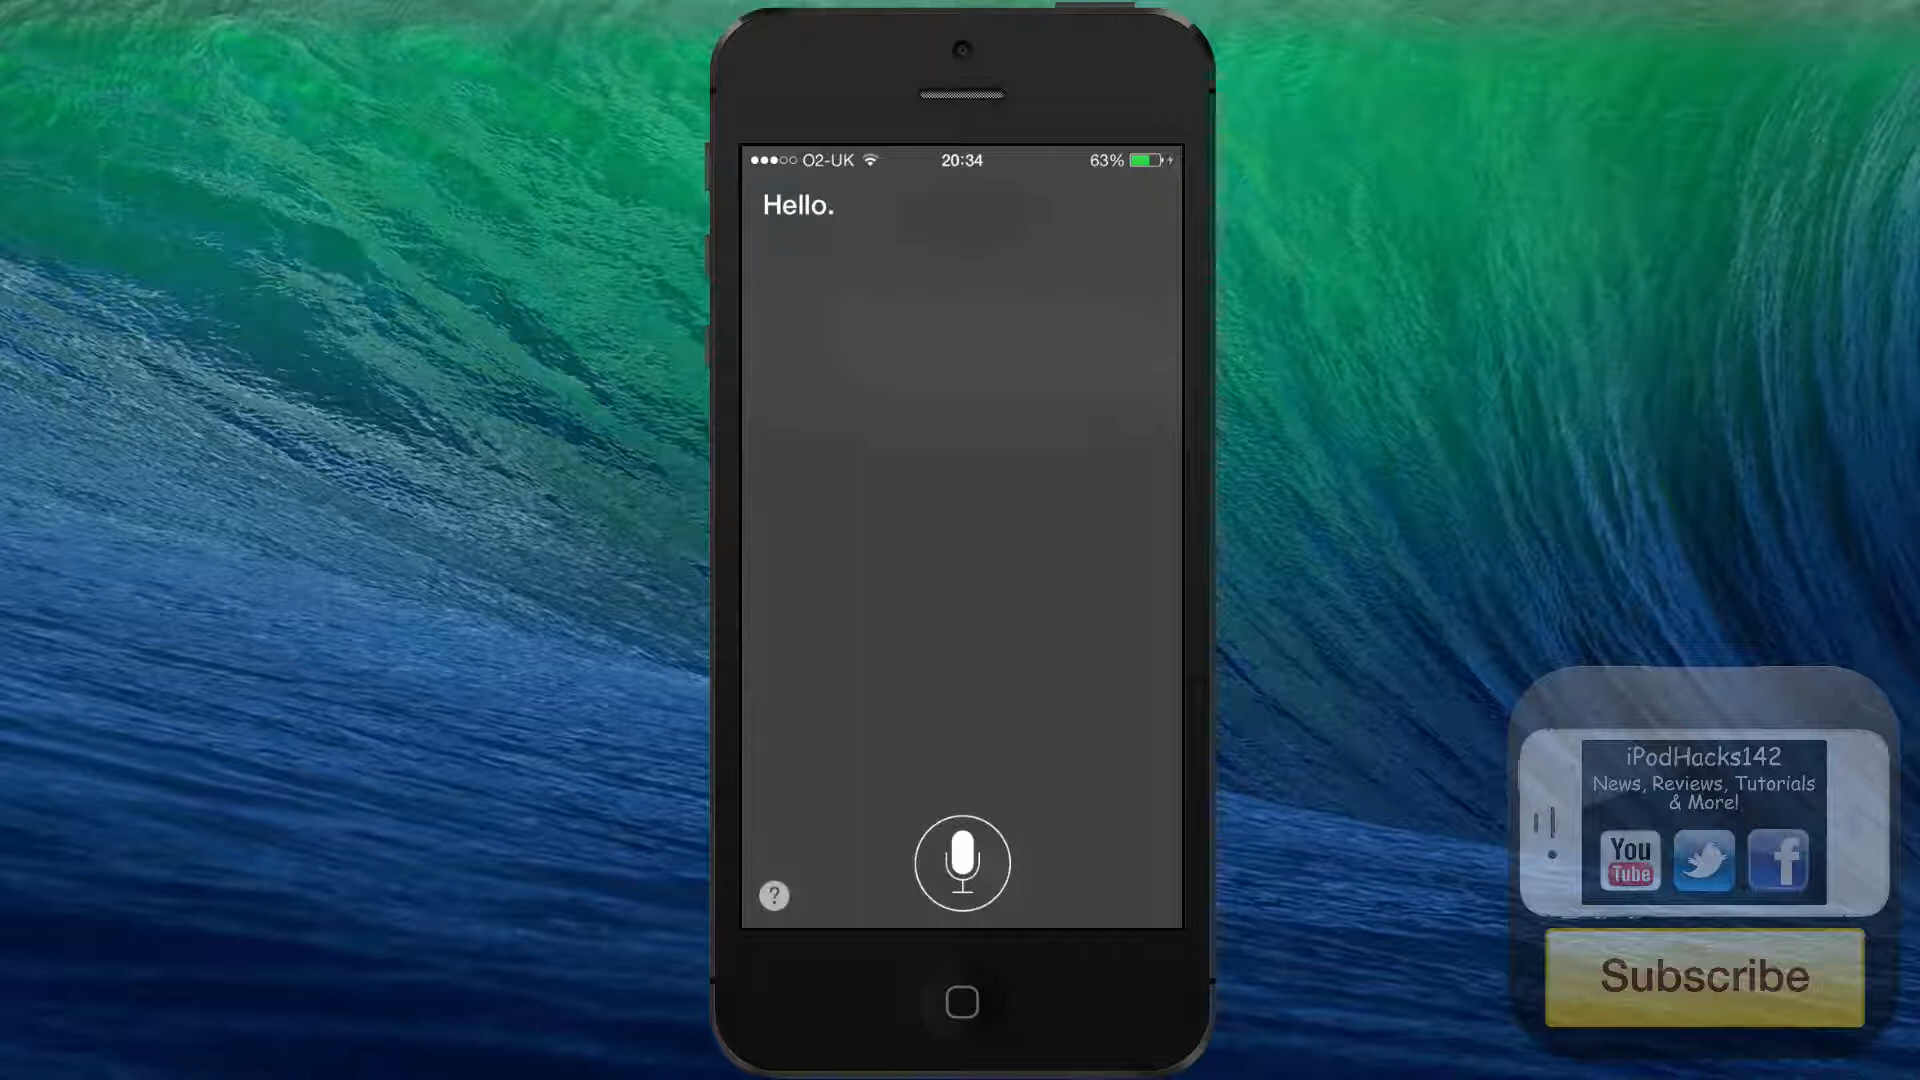 O2-UK 20:34 63%
Hello.
?
iPodHacks142
News, Reviews, Tutorials
& More!
You
Tube
f
Subscribe